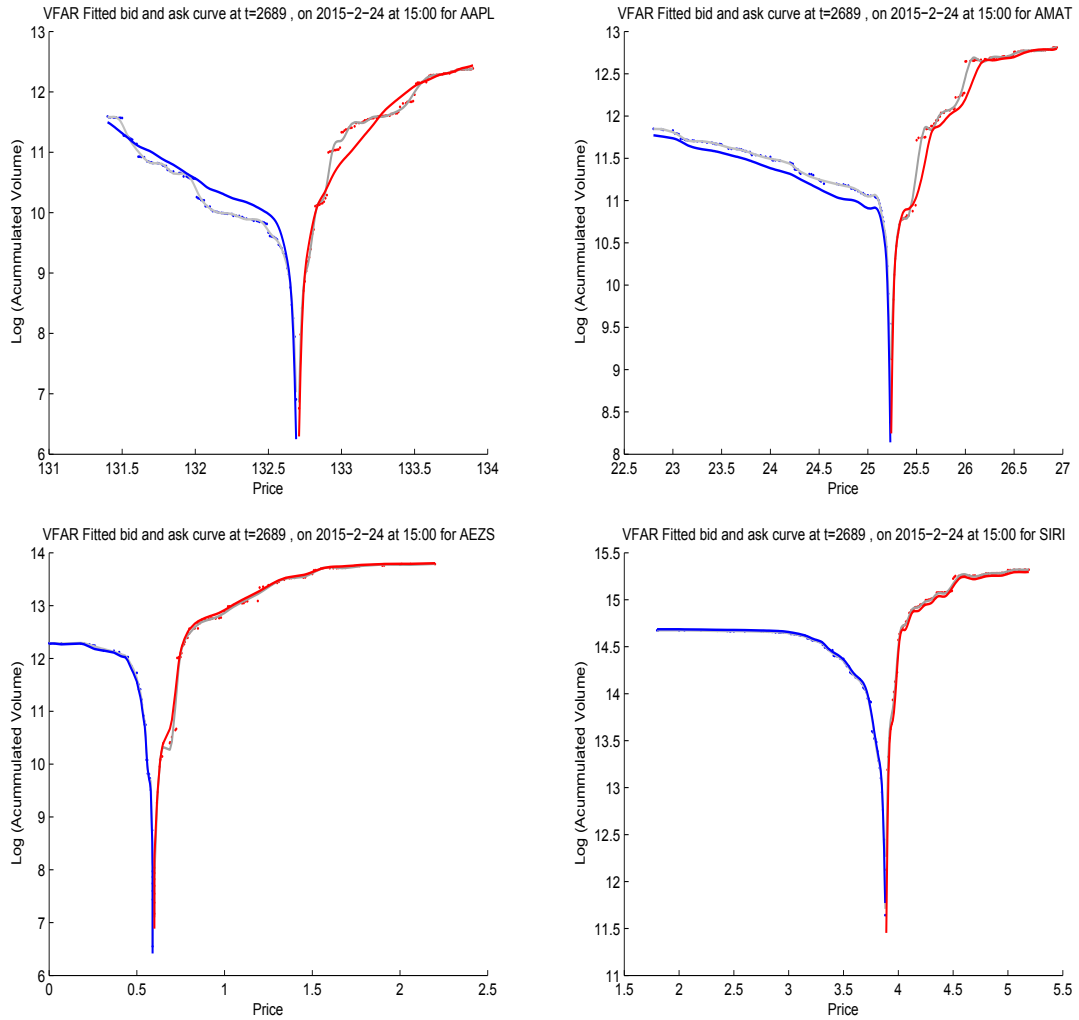 VFAR Fitted bid and ask curve at t=2689 , on 2015−2−24 at 15:00 for AAPL
13
12
11
10
9
8
7
6
Log (Acummulated Volume)
131 131.5 132 132.5 133 133.5 134
Price
VFAR Fitted bid and ask curve at t=2689 , on 2015−2−24 at 15:00 for AMAT
13
12.5
12
11.5
11
10.5
10
9.5
9
8.5
8
Log (Acummulated Volume)
22.5 23 23.5 24 24.5 25 25.5 26 26.5 27
Price
VFAR Fitted bid and ask curve at t=2689 , on 2015−2−24 at 15:00 for AEZS
14
13
12
11
10
9
8
7
6
Log (Acummulated Volume)
0 0.5 1 1.5 2 2.5
Price
VFAR Fitted bid and ask curve at t=2689 , on 2015−2−24 at 15:00 for SIRI
15.5
15
14.5
14
13.5
13
12.5
12
11.5
11
Log (Acummulated Volume)
1.5 2 2.5 3 3.5 4 4.5 5 5.5
Price